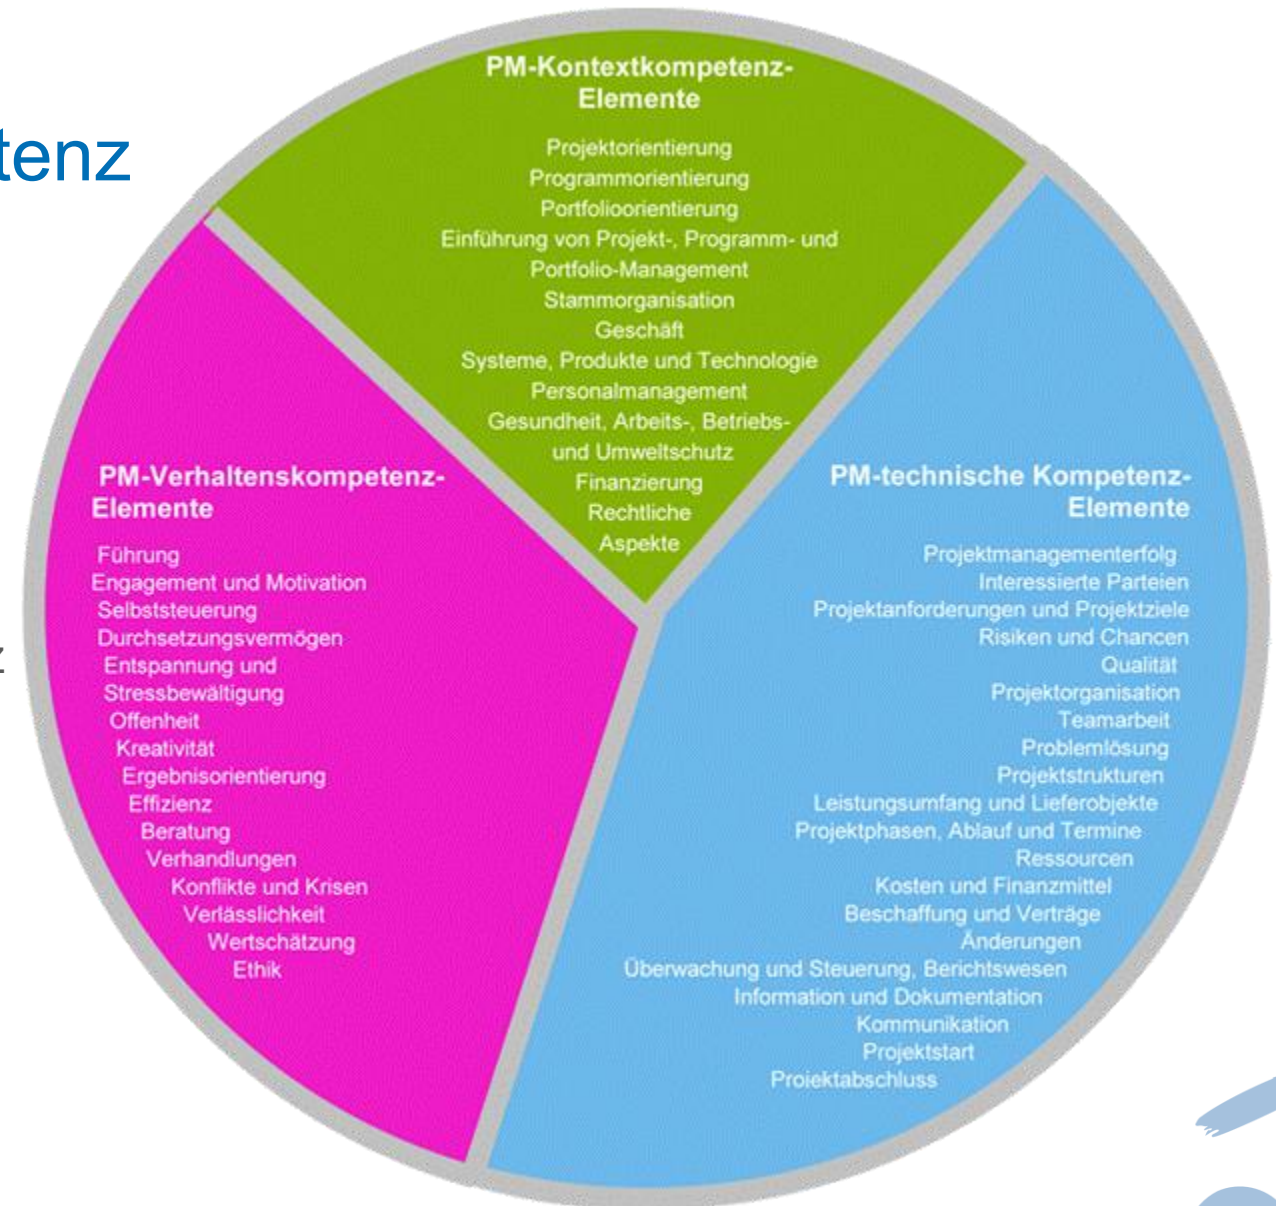 tenz
z
PM-Kontextkompetenz-
Elemente
Projektorientierung
Programmorientierung
Portfolioorientierung
Einführung von Projekt-, Programm- und
Portfolio-Management
Stammorganisation
Geschäft
Systeme, Produkte und Technologie
Personalmanagement
Gesundheit, Arbeits-, Betriebs-
und Umweltschutz
Finanzierung
Rechtliche
Aspekte
PM-Verhaltenskompetenz-
Elemente
Führung
Engagement und Motivation
Selbststeuerung
Durchsetzungsvermögen
Entspannung und
Stressbewältigung
Offenheit
Kreativität
Ergebnisorientierung
Effizienz
Beratung
Verhandlungen
Konflikte und Krisen
Verlässlichkeit
Wertschätzung
Ethik
PM-technische Kompetenz-
Elemente
Projektmanagementerfolg
Interessierte Parteien
Projektanforderungen und Projektziele
Risiken und Chancen
Qualität
Projektorganisation
Teamarbeit
Problemlösung
Projektstrukturen
Leistungsumfang und Lieferobjekte
Projektphasen, Ablauf und Termine
Ressourcen
Kosten und Finanzmittel
Beschaffung und Verträge
Änderungen
Überwachung und Steuerung, Berichtswesen
Information und Dokumentation
Kommunikation
Projektstart
Projektabschluss